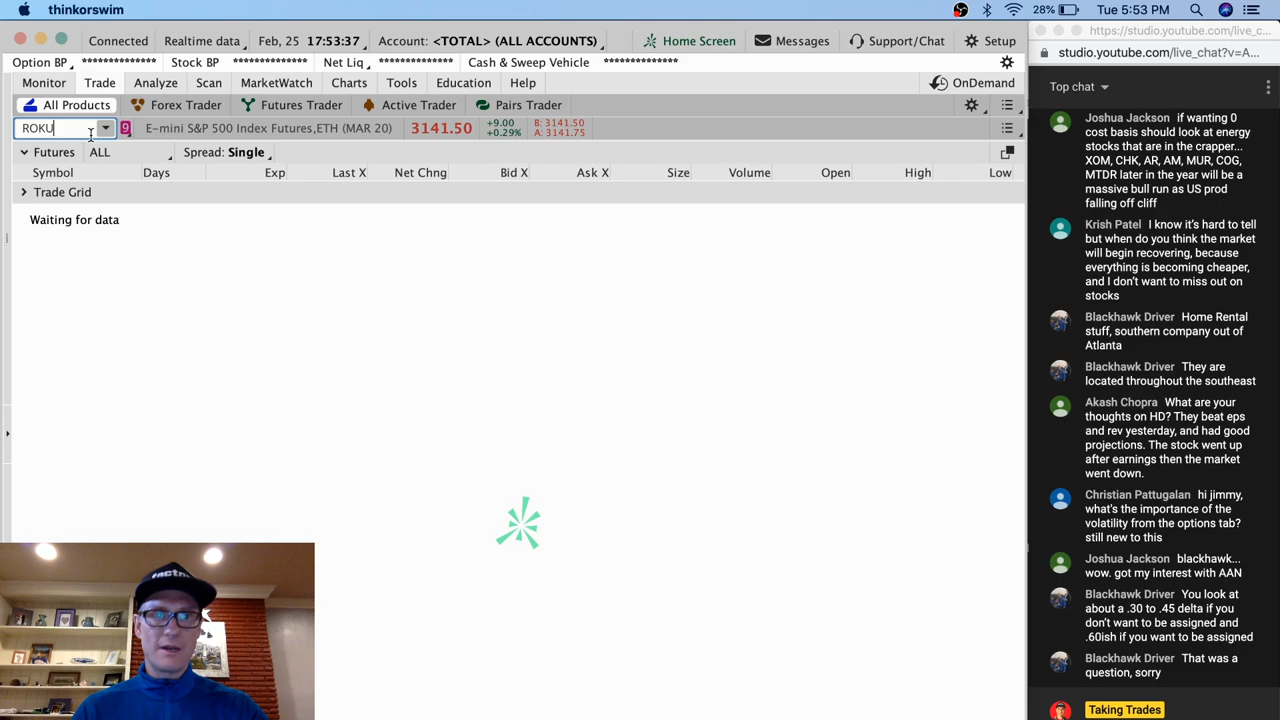 thinkorswim
28%
Tue 5:53 PM
Connected
Realtime data
Feb, 25
17:53:37
Account: <TOTAL> (ALL ACCOUNTS)
Home Screen
Messages
Support/Chat
Setup
Option BP
**************
Stock BP
**************
Net Liq
**************
Cash & Sweep Vehicle
**************
Monitor
Trade
Analyze
Scan
MarketWatch
Charts
Tools
Education
Help
OnDemand
All Products
Forex Trader
Futures Trader
Active Trader
Pairs Trader
ROKU
9
E-mini S&P 500 Index Futures,ETH (MAR 20)
3141.50
+9.00
+0.29%
B: 3141.50
A: 3141.75
Futures
ALL
Spread: Single
Symbol
Days
Exp
Last X
Net Chng
Bid X
Ask X
Size
Volume
Open
High
Low
Trade Grid
Waiting for data
https://studio.youtube.com/live_c...
studio.youtube.com/live_chat?v=A...
Top chat
Joshua Jackson if wanting 0
cost basis should look at energy
stocks that are in the crapper...
XOM, CHK, AR, AM, MUR, COG,
MTDR later in the year will be a
massive bull run as US prod
falling off cliff
Krish Patel I know it's hard to tell
but when do you think the market
will begin recovering, because
everything is becoming cheaper,
and I don't want to miss out on
stocks
Blackhawk Driver Home Rental
stuff, southern company out of
Atlanta
Blackhawk Driver They are
located throughout the southeast
Akash Chopra What are your
thoughts on HD? They beat eps
and rev yesterday, and had good
projections. The stock went up
after earnings then the market
went down.
Christian Pattugalan hi jimmy,
what's the importance of the
volatility from the options tab?
still new to this
Joshua Jackson blackhawk...
wow. got my interest with AAN
Blackhawk Driver You look at
about a .30 to .45 delta if you
don't want to be assigned and
.60ish if you want to be assigned
Blackhawk Driver That was a
question, sorry
Taking Trades